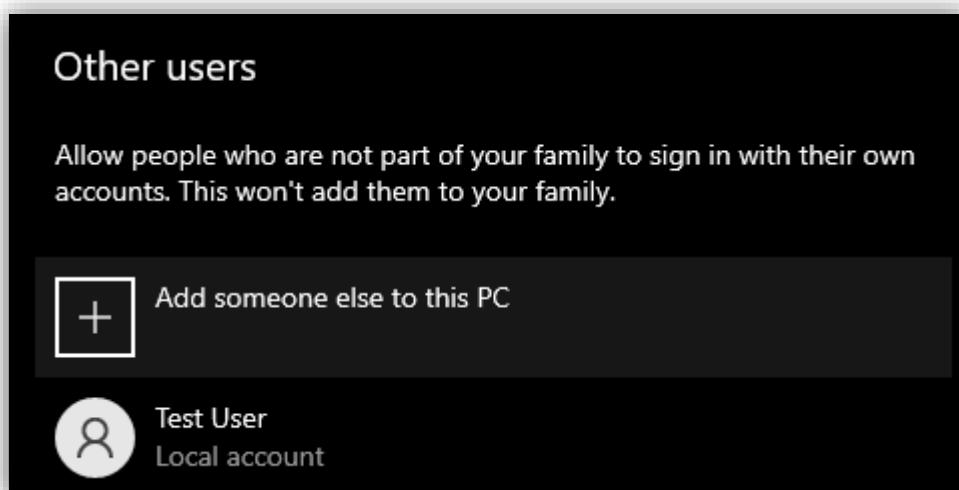 Other users
Allow people who are not part of your family to sign in with their own
accounts. This won't add them to your family.
Add someone else to this PC
Test User
Local account